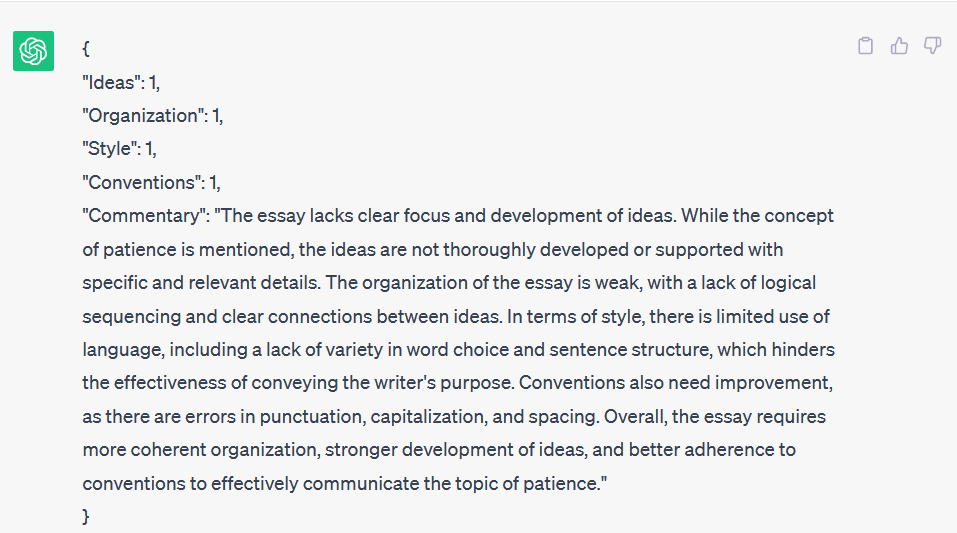 {
"Ideas": 1,
"Organization": 1,
"Style": 1,
"Conventions": 1,
"Commentary": "The essay lacks clear focus and development of ideas. While the concept
of patience is mentioned, the ideas are not thoroughly developed or supported with
specific and relevant details. The organization of the essay is weak, with a lack of logical
sequencing and clear connections between ideas. In terms of style, there is limited use of
language, including a lack of variety in word choice and sentence structure, which hinders
the effectiveness of conveying the writer's purpose. Conventions also need improvement,
as there are errors in punctuation, capitalization, and spacing. Overall, the essay requires
more coherent organization, stronger development of ideas, and better adherence to
conventions to effectively communicate the topic of patience."
}